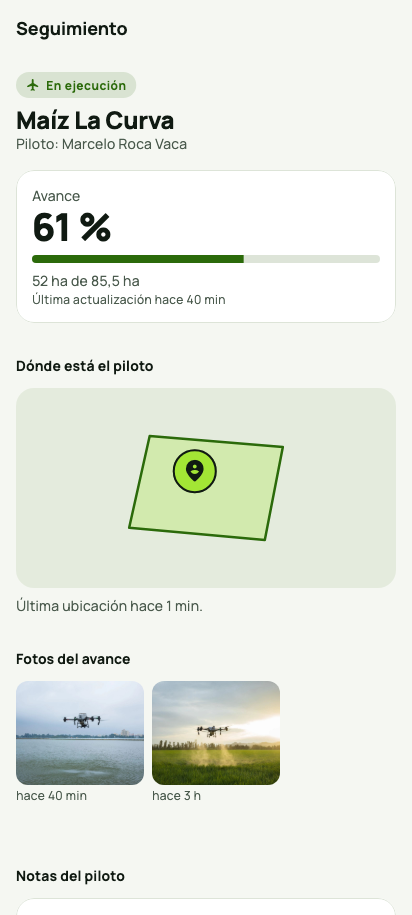 Seguimiento
En ejecución
Maíz La Curva
Piloto: Marcelo Roca Vaca
Avance
61 %
52 ha de 85,5 ha
Última actualización hace 40 min
Dónde está el piloto
Última ubicación hace 1 min.
Fotos del avance
hace 40 min
hace 3 h
Notas del piloto